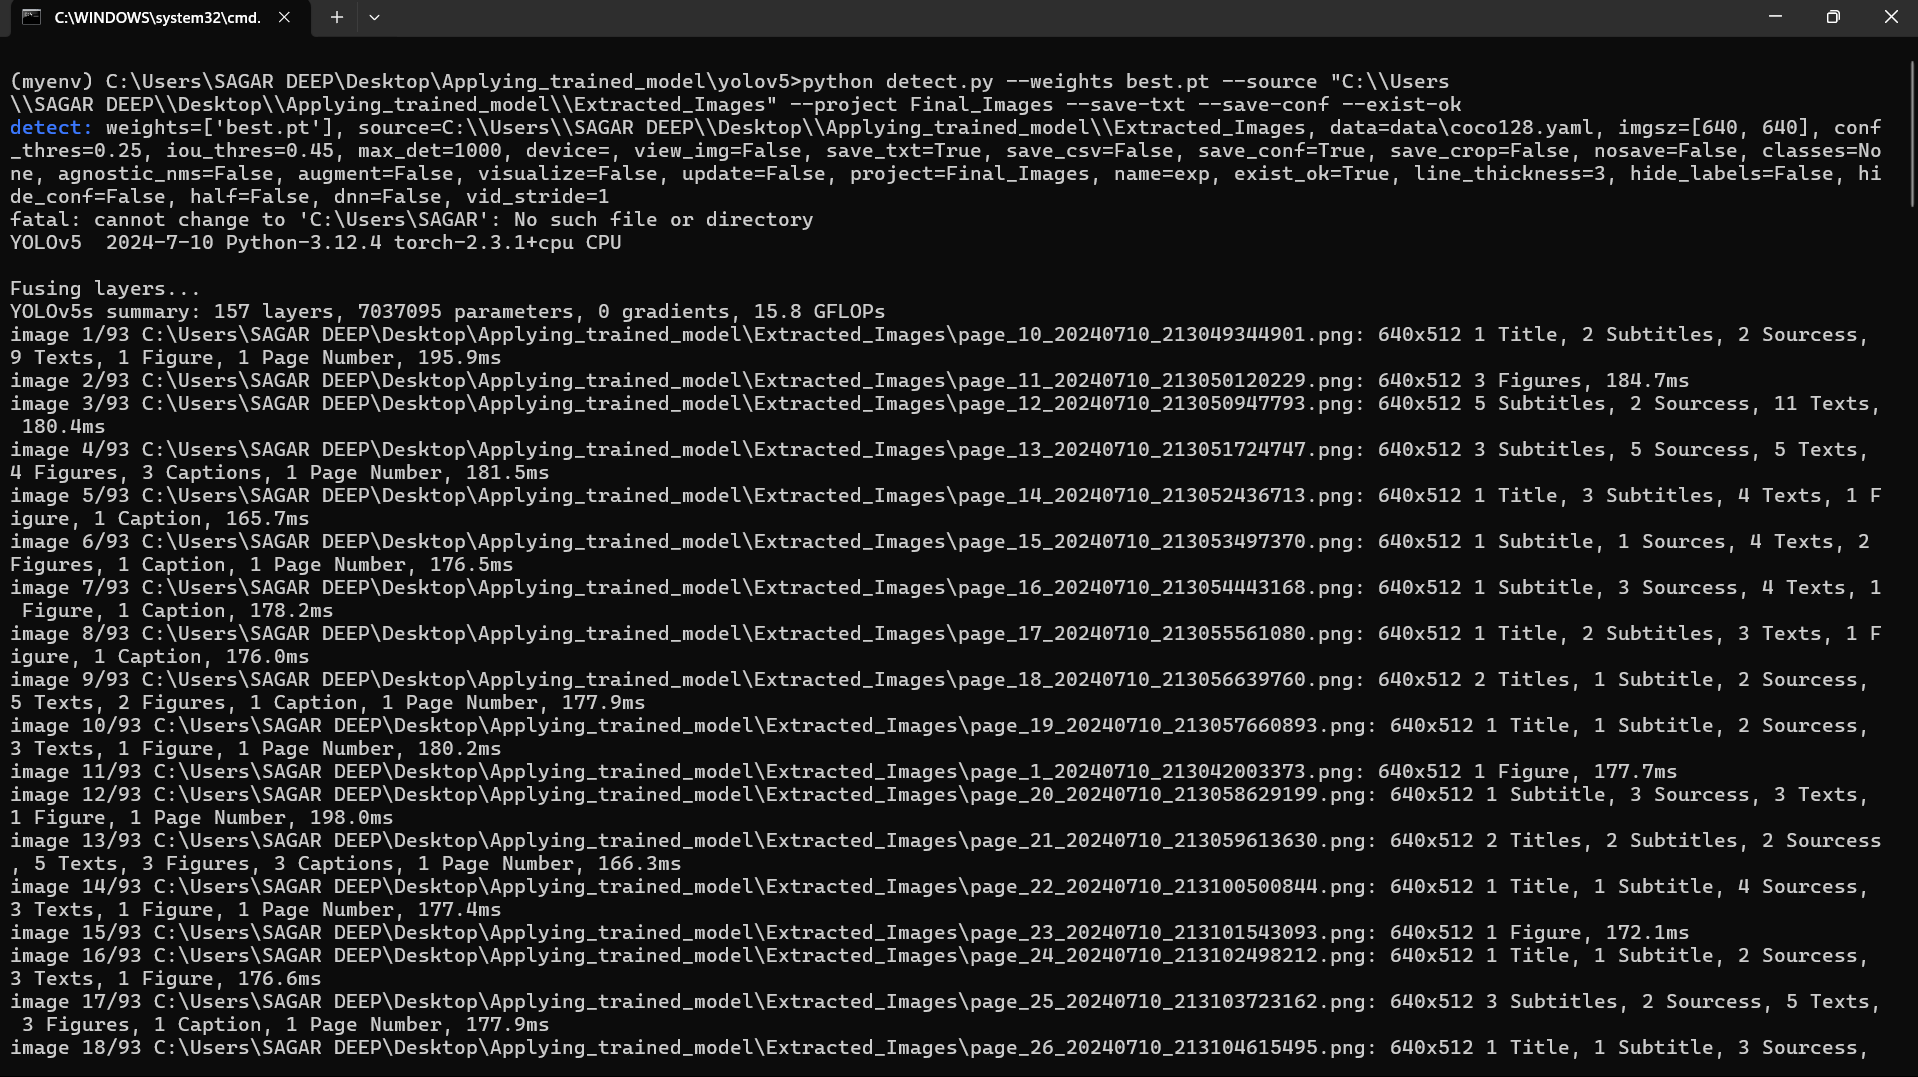 C:\WINDOWS\system32\cmd.
(myenv) C:\Users\SAGAR DEEP\Desktop\Applying_trained_model\yolov5>python detect.py --weights best.pt --source "C:\\Users
\\SAGAR DEEP\\Desktop\\Applying_trained_model\\Extracted_Images" --project Final_Images --save-txt --save-conf --exist-ok
detect: weights=['best.pt'], source=C:\\Users\\SAGAR DEEP\\Desktop\\Applying_trained_model\\Extracted_Images, data=data\coco128.yaml, imgsz=[640, 640], conf
_thres=0.25, iou_thres=0.45, max_det=1000, device=, view_img=False, save_txt=True, save_csv=False, save_conf=True, save_crop=False, nosave=False, classes=No
ne, agnostic_nms=False, augment=False, visualize=False, update=False, project=Final_Images, name=exp, exist_ok=True, line_thickness=3, hide_labels=False, hi
de_conf=False, half=False, dnn=False, vid_stride=1
fatal: cannot change to 'C:\Users\SAGAR': No such file or directory
YOLOv5  2024-7-10 Python-3.12.4 torch-2.3.1+cpu CPU
Fusing layers...
YOLOv5s summary: 157 layers, 7037095 parameters, 0 gradients, 15.8 GFLOPs
image 1/93 C:\Users\SAGAR DEEP\Desktop\Applying_trained_model\Extracted_Images\page_10_20240710_213049344901.png: 640x512 1 Title, 2 Subtitles, 2 Sourcess,
9 Texts, 1 Figure, 1 Page Number, 195.9ms
image 2/93 C:\Users\SAGAR DEEP\Desktop\Applying_trained_model\Extracted_Images\page_11_20240710_213050120229.png: 640x512 3 Figures, 184.7ms
image 3/93 C:\Users\SAGAR DEEP\Desktop\Applying_trained_model\Extracted_Images\page_12_20240710_213050947793.png: 640x512 5 Subtitles, 2 Sourcess, 11 Texts,
180.4ms
image 4/93 C:\Users\SAGAR DEEP\Desktop\Applying_trained_model\Extracted_Images\page_13_20240710_213051724747.png: 640x512 3 Subtitles, 5 Sourcess, 5 Texts,
4 Figures, 3 Captions, 1 Page Number, 181.5ms
image 5/93 C:\Users\SAGAR DEEP\Desktop\Applying_trained_model\Extracted_Images\page_14_20240710_213052436713.png: 640x512 1 Title, 3 Subtitles, 4 Texts, 1 F
igure, 1 Caption, 165.7ms
image 6/93 C:\Users\SAGAR DEEP\Desktop\Applying_trained_model\Extracted_Images\page_15_20240710_213053497370.png: 640x512 1 Subtitle, 1 Sources, 4 Texts, 2
Figures, 1 Caption, 1 Page Number, 176.5ms
image 7/93 C:\Users\SAGAR DEEP\Desktop\Applying_trained_model\Extracted_Images\page_16_20240710_213054443168.png: 640x512 1 Subtitle, 3 Sourcess, 4 Texts, 1
Figure, 1 Caption, 178.2ms
image 8/93 C:\Users\SAGAR DEEP\Desktop\Applying_trained_model\Extracted_Images\page_17_20240710_213055561080.png: 640x512 1 Title, 2 Subtitles, 3 Texts, 1 F
igure, 1 Caption, 176.0ms
image 9/93 C:\Users\SAGAR DEEP\Desktop\Applying_trained_model\Extracted_Images\page_18_20240710_213056639760.png: 640x512 2 Titles, 1 Subtitle, 2 Sourcess,
5 Texts, 2 Figures, 1 Caption, 1 Page Number, 177.9ms
image 10/93 C:\Users\SAGAR DEEP\Desktop\Applying_trained_model\Extracted_Images\page_19_20240710_213057660893.png: 640x512 1 Title, 1 Subtitle, 2 Sourcess,
3 Texts, 1 Figure, 1 Page Number, 180.2ms
image 11/93 C:\Users\SAGAR DEEP\Desktop\Applying_trained_model\Extracted_Images\page_1_20240710_213042003373.png: 640x512 1 Figure, 177.7ms
image 12/93 C:\Users\SAGAR DEEP\Desktop\Applying_trained_model\Extracted_Images\page_20_20240710_213058629199.png: 640x512 1 Subtitle, 3 Sourcess, 3 Texts,
1 Figure, 1 Page Number, 198.0ms
image 13/93 C:\Users\SAGAR DEEP\Desktop\Applying_trained_model\Extracted_Images\page_21_20240710_213059613630.png: 640x512 2 Titles, 2 Subtitles, 2 Sourcess
, 5 Texts, 3 Figures, 3 Captions, 1 Page Number, 166.3ms
image 14/93 C:\Users\SAGAR DEEP\Desktop\Applying_trained_model\Extracted_Images\page_22_20240710_213100500844.png: 640x512 1 Title, 1 Subtitle, 4 Sourcess,
3 Texts, 1 Figure, 1 Page Number, 177.4ms
image 15/93 C:\Users\SAGAR DEEP\Desktop\Applying_trained_model\Extracted_Images\page_23_20240710_213101543093.png: 640x512 1 Figure, 172.1ms
image 16/93 C:\Users\SAGAR DEEP\Desktop\Applying_trained_model\Extracted_Images\page_24_20240710_213102498212.png: 640x512 1 Title, 1 Subtitle, 2 Sourcess,
3 Texts, 1 Figure, 176.6ms
image 17/93 C:\Users\SAGAR DEEP\Desktop\Applying_trained_model\Extracted_Images\page_25_20240710_213103723162.png: 640x512 3 Subtitles, 2 Sourcess, 5 Texts,
3 Figures, 1 Caption, 1 Page Number, 177.9ms
image 18/93 C:\Users\SAGAR DEEP\Desktop\Applying_trained_model\Extracted_Images\page_26_20240710_213104615495.png: 640x512 1 Title, 1 Subtitle, 3 Sourcess,